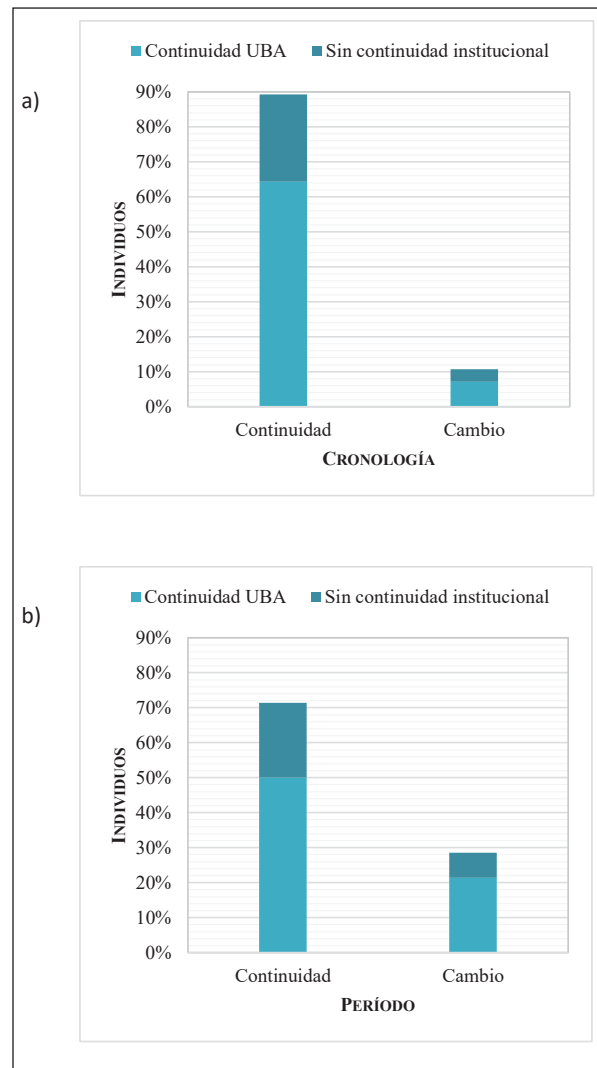 a)
Continuidad UBA Sin continuidad institucional
90%
80%
70%
60%
50%
40%
30%
20%
10%
0%
INDIVIDUOS
Continuidad Cambio
CRONOLOGÍA
b)
Continuidad UBA Sin continuidad institucional
90%
80%
70%
60%
50%
40%
30%
20%
10%
0%
INDIVIDUOS
Continuidad Cambio
PERÍODO